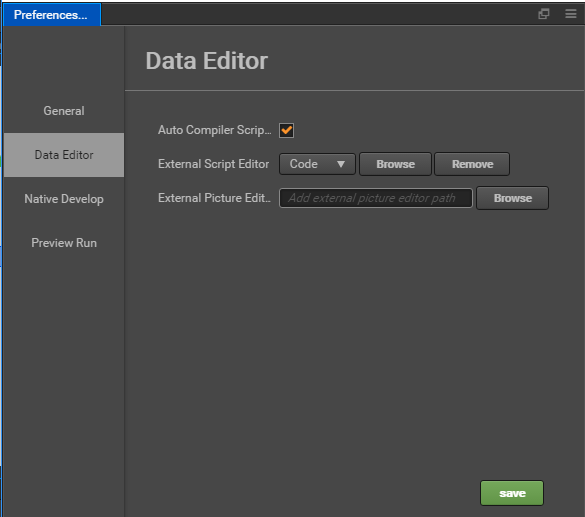 Preferences...
Data Editor
General
Data Editor
Native Develop
Preview Run
Auto Compiler Scrip...
External Script Editor
Code
Browse
Remove
External Picture Edit..
Add external picture editor path
Browse
save